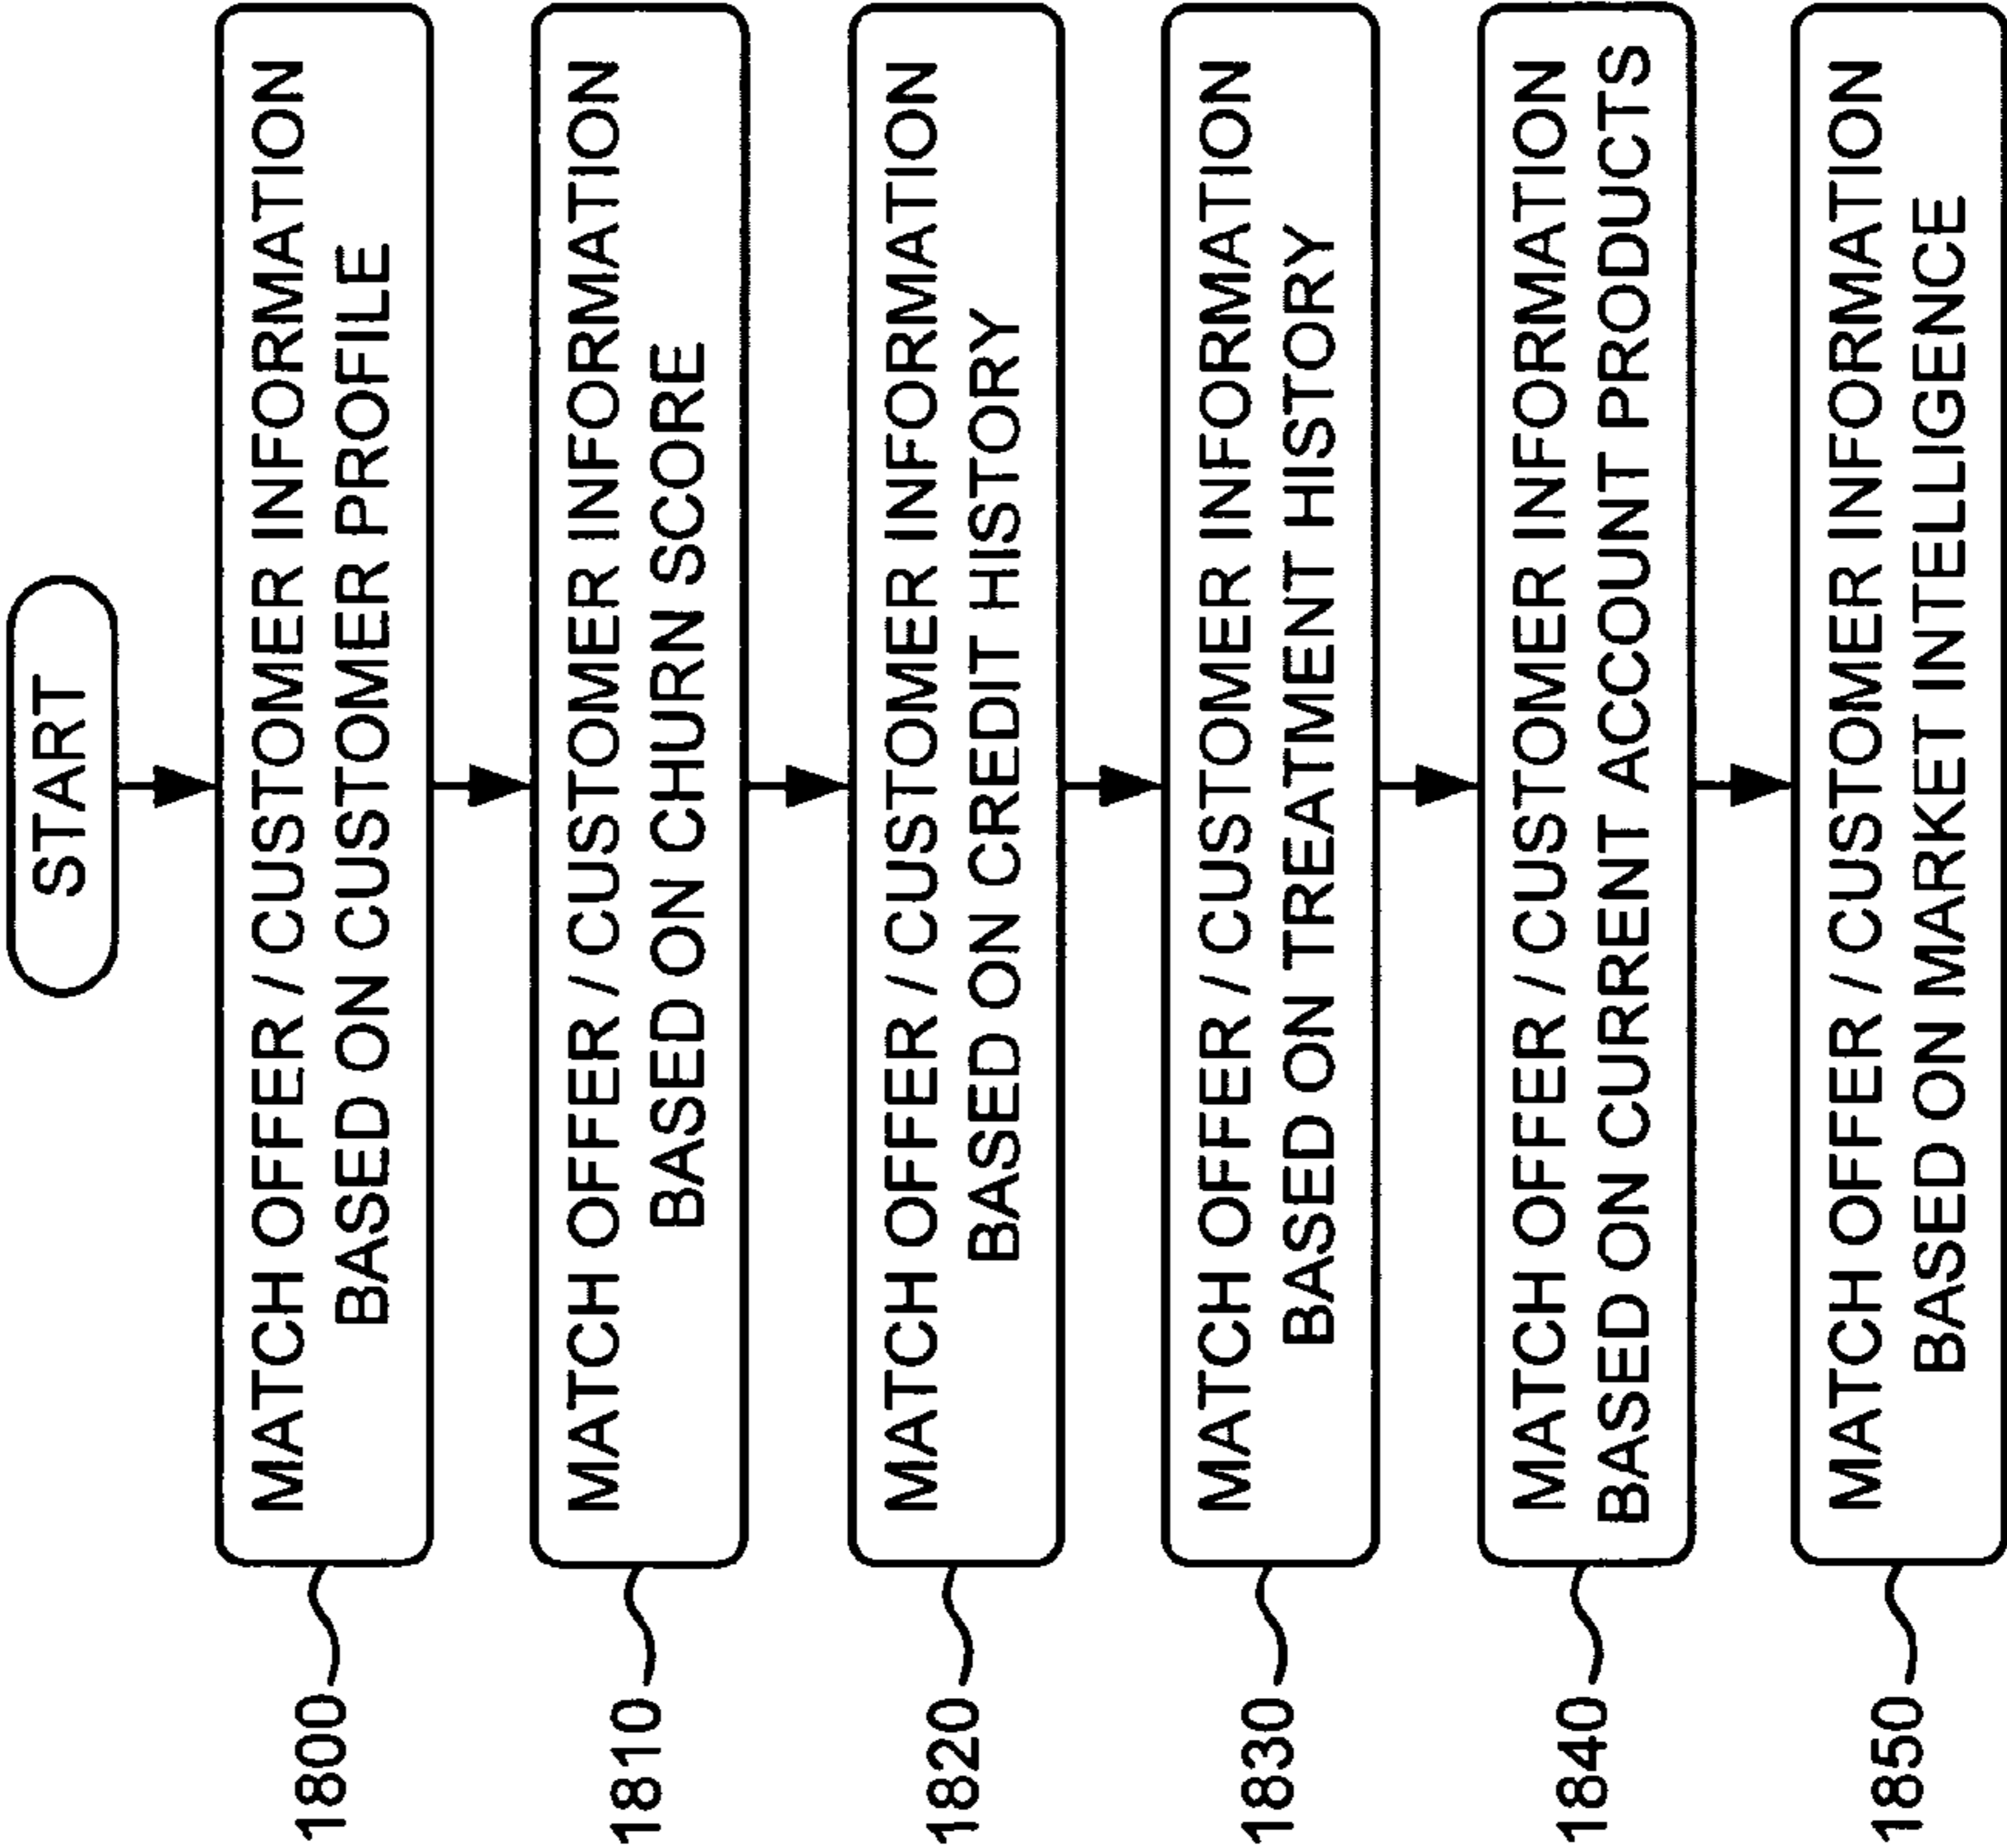 START
MATCH OFFER / CUSTOMER INFORMATION
BASED ON CUSTOMER PROFILE
1800
MATCH OFFER / CUSTOMER INFORMATION
BASED ON CHURN SCORE
1810
MATCH OFFER / CUSTOMER INFORMATION
BASED ON CREDIT HISTORY
1820
MATCH OFFER / CUSTOMER INFORMATION
BASED ON TREATMENT HISTORY
1830
MATCH OFFER / CUSTOMER INFORMATION
BASED ON CURRENT ACCOUNT PRODUCTS
1840
MATCH OFFER / CUSTOMER INFORMATION
BASED ON MARKET INTELLIGENCE
1850